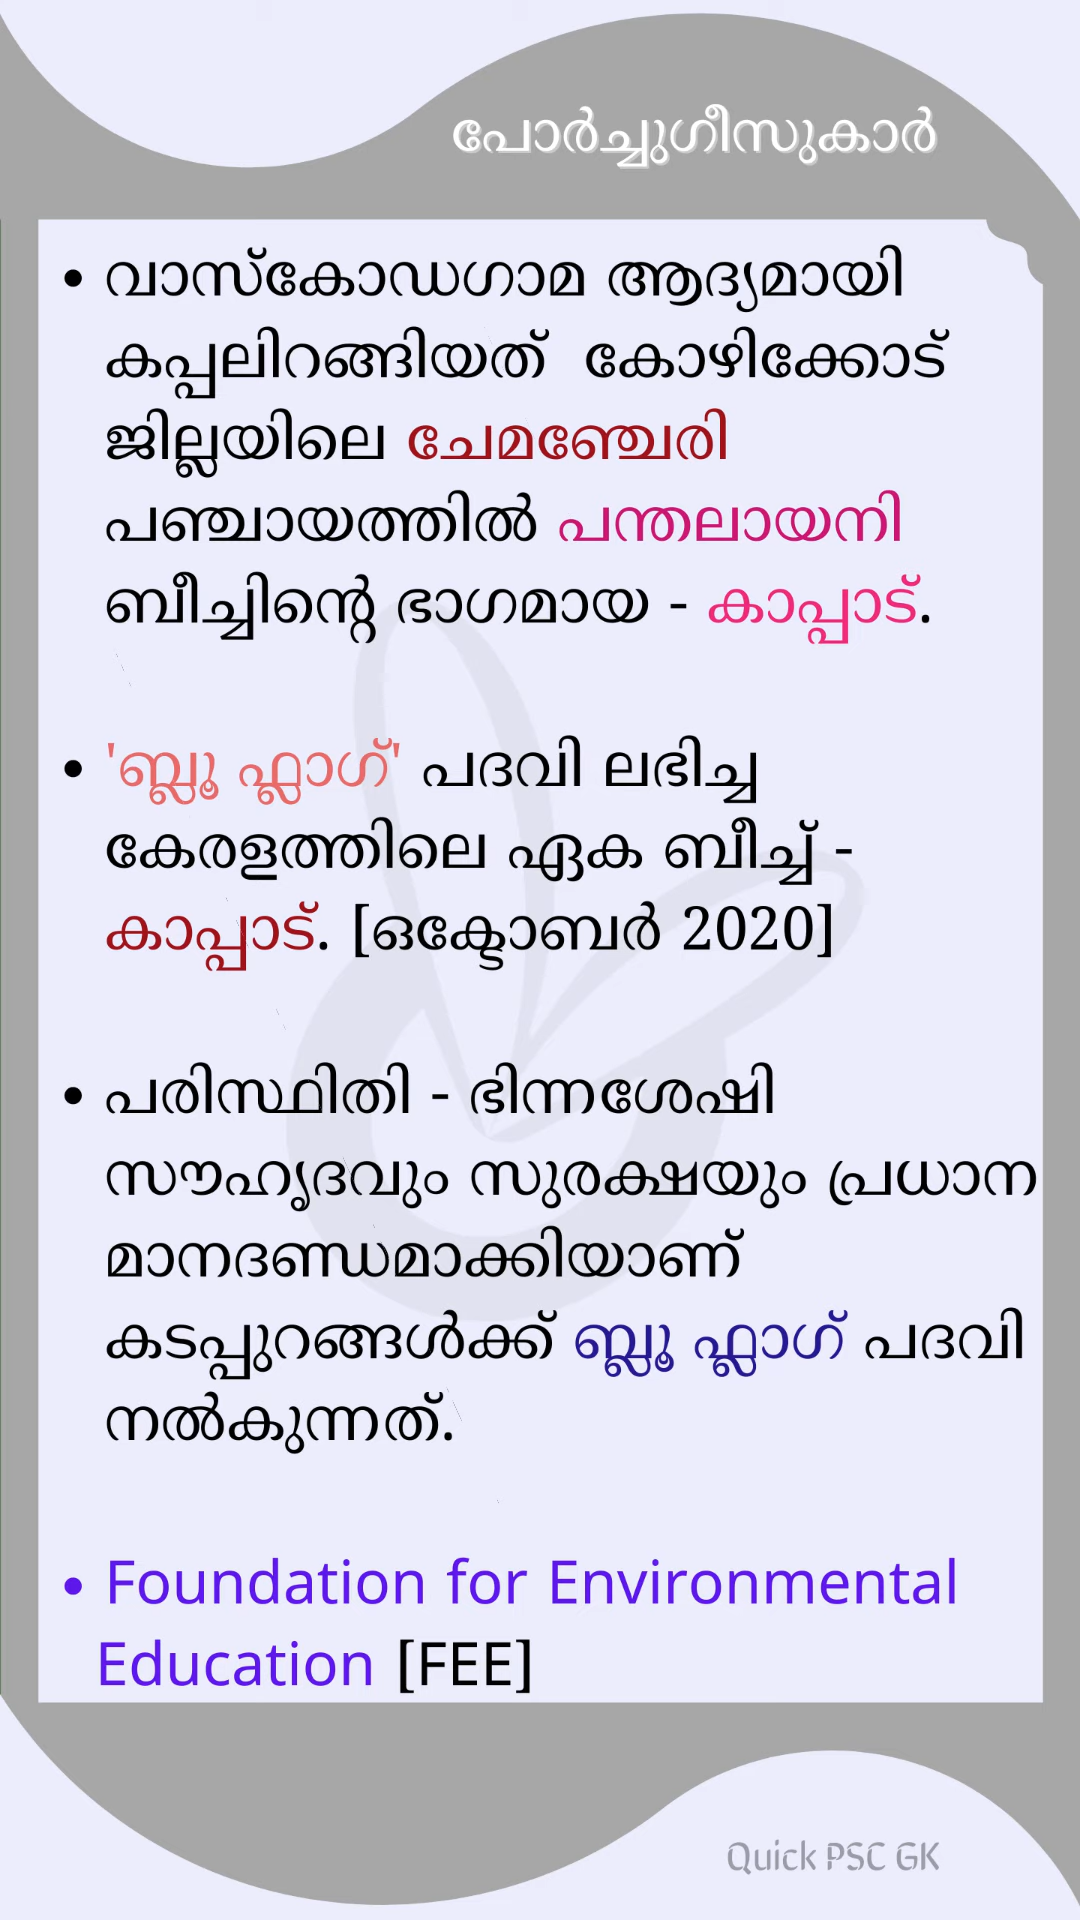 പോർച്ചുഗീസുകാർ
• വാസ്കോഡഗാമ ആദ്യമായി
കപ്പലിറങ്ങിയത് കോഴിക്കോട്
ജില്ലയിലെ ചേമഞ്ചേരി
പഞ്ചായത്തിൽ പന്തലായനി
ബീച്ചിന്റെ ഭാഗമായ - കാപ്പാട്.
• 'ബ്ലൂ ഫ്ലാഗ്' പദവി ലഭിച്ച
കേരളത്തിലെ ഏക ബീച്ച് -
കാപ്പാട്. [ഒക്ടോബർ 2020]
• പരിസ്ഥിതി - ഭിന്നശേഷി
സൗഹൃദവും സുരക്ഷയും പ്രധാന
മാനദണ്ഡമാക്കിയാണ്
കടപ്പുറങ്ങൾക്ക് ബ്ലൂ ഫ്ലാഗ് പദവി
നൽകുന്നത്.
• Foundation for Environmental
Education [FEE]
Quick PSC GK